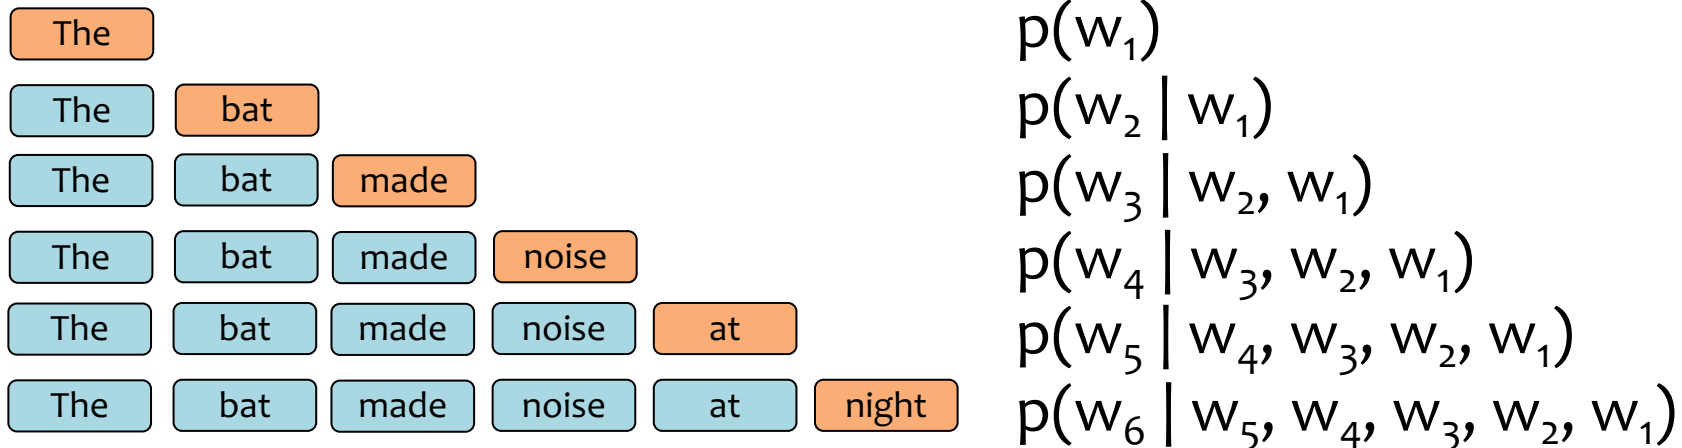 The p(w₁)
The bat p(w₂ | w₁)
The bat made p(w₃ | w₂, w₁)
The bat made noise p(w₄ | w₃, w₂, w₁)
The bat made noise at p(w₅ | w₄, w₃, w₂, w₁)
The bat made noise at night p(w₆ | w₅, w₄, w₃, w₂, w₁)